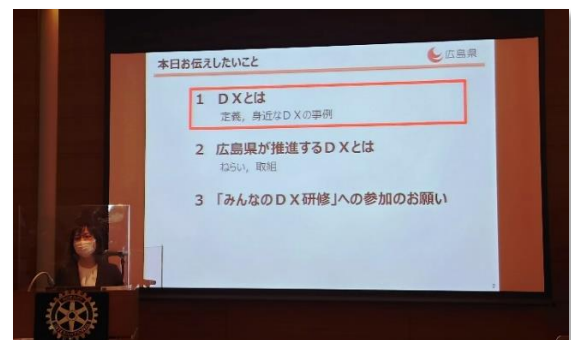 本日お伝えしたいこと
広島県
1 DXとは
定義，身近なDXの事例
2 広島県が推進するDXとは
ねらい，取組
3 「みんなのDX研修」への参加のお願い